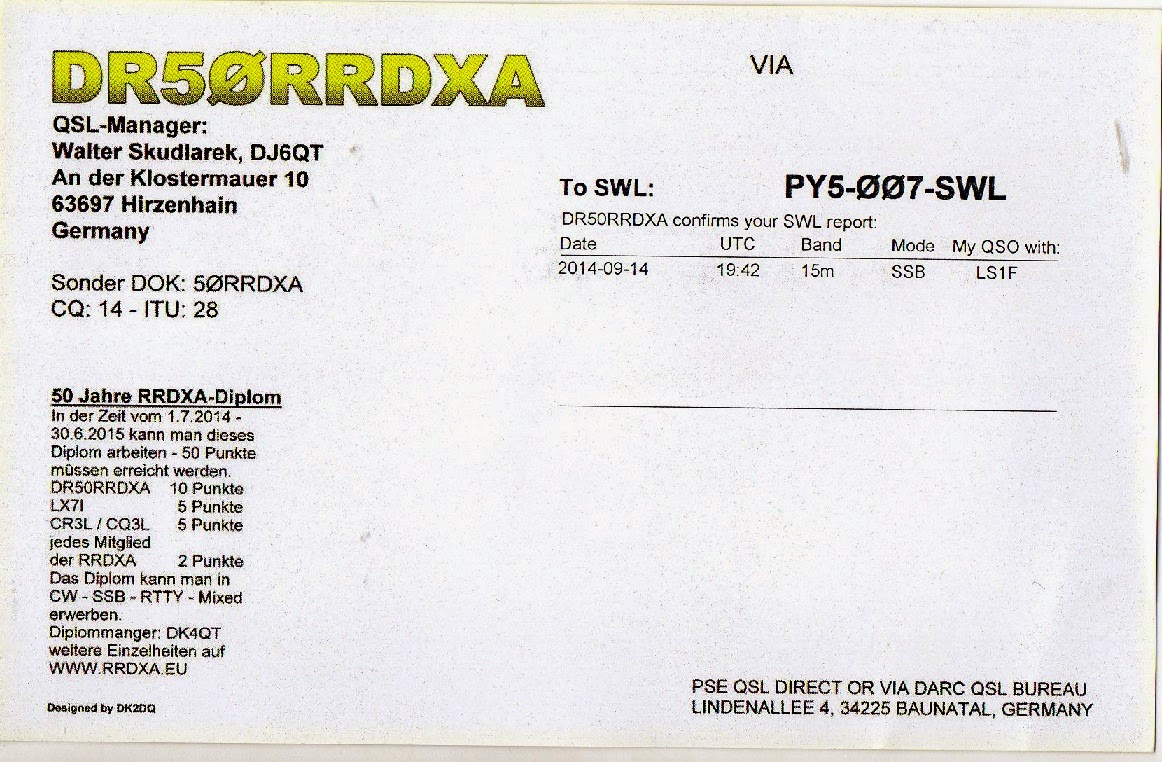 DR5ØRRDXA
QSL-Manager:
Walter Skudlarek, DJ6QT
An der Klostermauer 10
63697 Hirzenhain
Germany
Sonder DOK: 5ØRRDXA
CQ: 14 - ITU: 28
50 Jahre RRDXA-Diplom
In der Zeit vom 1.7.2014 -
30.6.2015 kann man dieses
Diplom arbeiten - 50 Punkte
müssen erreicht werden.
DR50RRDXA 10 Punkte
LX7I 5 Punkte
CR3L / CQ3L 5 Punkte
jedes Mitglied
der RRDXA 2 Punkte
Das Diplom kann man in
CW - SSB - RTTY - Mixed
erwerben.
Diplommanger: DK4QT
weitere Einzelheiten auf
WWW.RRDXA.EU
Designed by DK2DQ
VIA
To SWL: PY5-ØØ7-SWL
DR50RRDXA confirms your SWL report:
Date UTC Band Mode My QSO with:
2014-09-14 19:42 15m SSB LS1F
PSE QSL DIRECT OR VIA DARC QSL BUREAU
LINDENALLEE 4, 34225 BAUNATAL, GERMANY